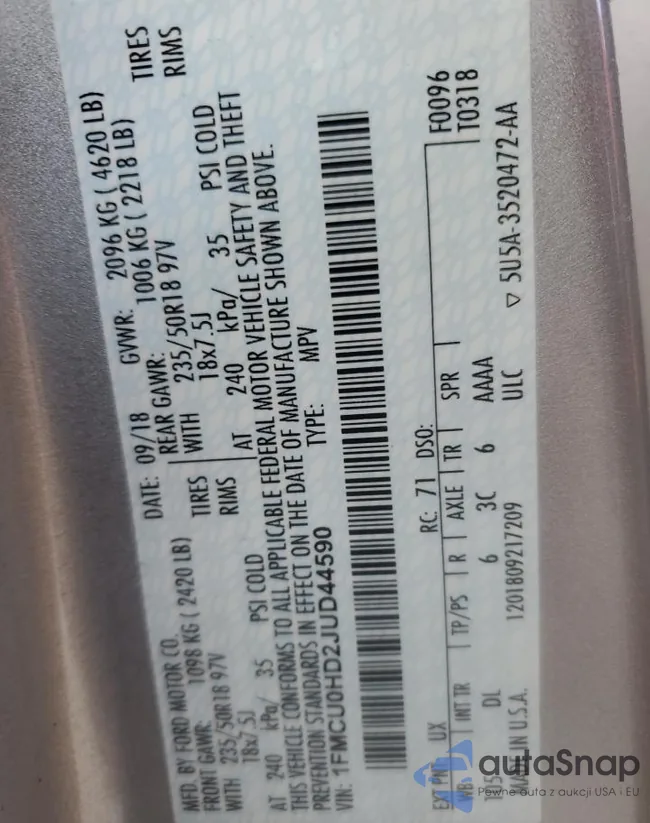 MFD. BY FORD MOTOR CO.
DATE: 09/18 GVWR: 2096 KG ( 4620 LB)
FRONT GAWR: 1098 KG ( 2420 LB)
REAR GAWR: 1006 KG ( 2218 LB)
WITH 235/50R18 97V TIRES
WITH 235/50R18 97V TIRES
18x7.5J RIMS
18x7.5J RIMS
AT 240 kPa/ 35 PSI COLD
AT 240 kPa/ 35 PSI COLD
THIS VEHICLE CONFORMS TO ALL APPLICABLE FEDERAL MOTOR VEHICLE SAFETY AND THEFT
PREVENTION STANDARDS IN EFFECT ON THE DATE OF MANUFACTURE SHOWN ABOVE.
VIN: 1FMCU0HD2JUD44590 TYPE: MPV
F0096
T0318
EXT PNT: UX RC: 71 DSO:
WB INT TR TP/PS R AXLE TR SPR
105 DL 6 3C 6 AAAA
MADE IN U.S.A. 1201809217209 ULC ▽ 5U5A-3520472-AA
autaSnap
Pewne auta z aukcji USA i EU